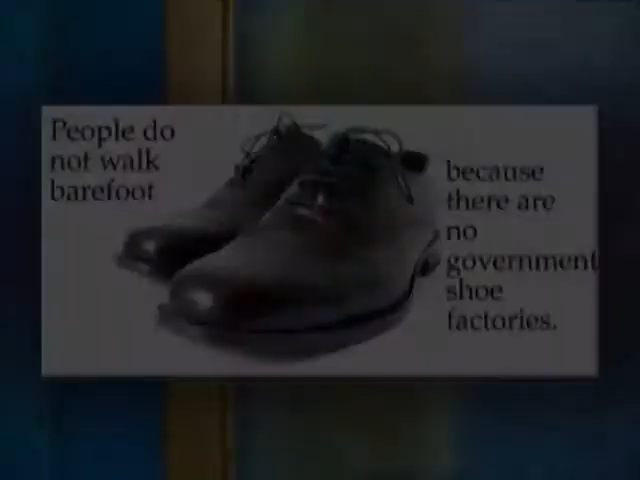 People do
not walk
barefoot
because
there are
no
government
shoe
factories.